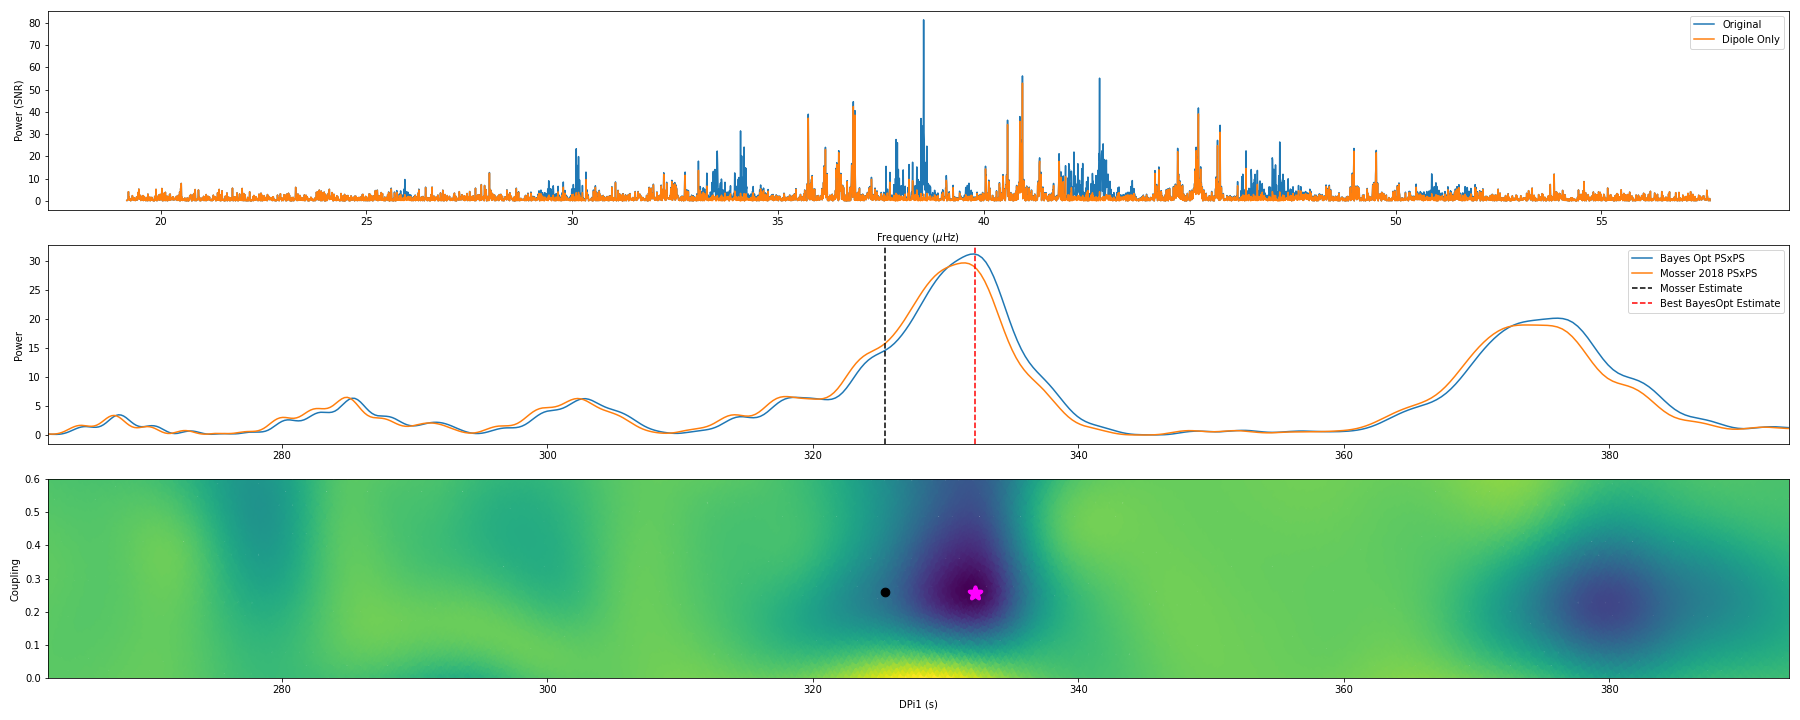 80
70
60
50
40
30
20
10
0
Power (SNR)
Original
Dipole Only
20 25 30 35 40 45 50 55
Frequency (μHz)
30
25
20
15
10
5
0
Power
Bayes Opt PSxPS
Mosser 2018 PSxPS
Mosser Estimate
Best BayesOpt Estimate
280 300 320 340 360 380
0.6
0.5
0.4
0.3
0.2
0.1
0.0
Coupling
280 300 320 340 360 380
DPi1 (s)